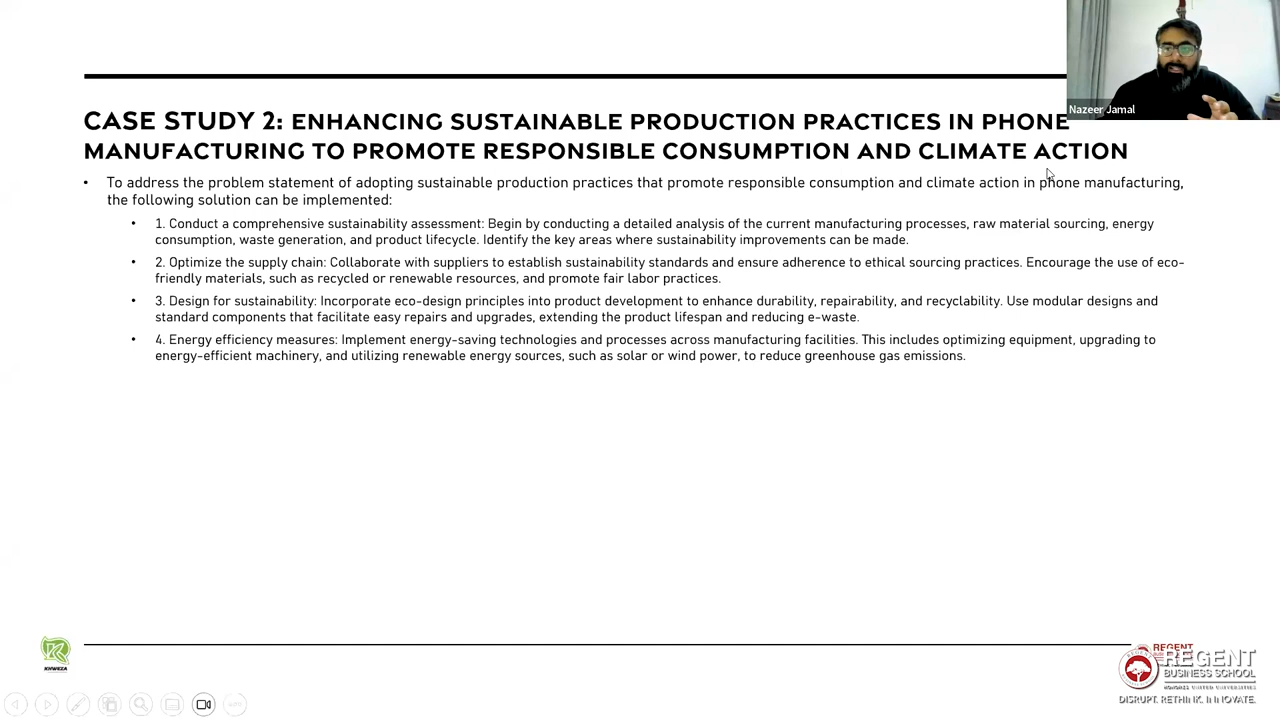 Nazeer Jamal
CASE STUDY 2: ENHANCING SUSTAINABLE PRODUCTION PRACTICES IN PHONE
MANUFACTURING TO PROMOTE RESPONSIBLE CONSUMPTION AND CLIMATE ACTION
• To address the problem statement of adopting sustainable production practices that promote responsible consumption and climate action in phone manufacturing,
the following solution can be implemented:
• 1. Conduct a comprehensive sustainability assessment: Begin by conducting a detailed analysis of the current manufacturing processes, raw material sourcing, energy
consumption, waste generation, and product lifecycle. Identify the key areas where sustainability improvements can be made.
• 2. Optimize the supply chain: Collaborate with suppliers to establish sustainability standards and ensure adherence to ethical sourcing practices. Encourage the use of eco-
friendly materials, such as recycled or renewable resources, and promote fair labor practices.
• 3. Design for sustainability: Incorporate eco-design principles into product development to enhance durability, repairability, and recyclability. Use modular designs and
standard components that facilitate easy repairs and upgrades, extending the product lifespan and reducing e-waste.
• 4. Energy efficiency measures: Implement energy-saving technologies and processes across manufacturing facilities. This includes optimizing equipment, upgrading to
energy-efficient machinery, and utilizing renewable energy sources, such as solar or wind power, to reduce greenhouse gas emissions.
KHWEZA
REGENT
REGENT
BUSINESS SCHOOL
HONORIS UNITED UNIVERSITIES
DISRUPT. RETHINK. INNOVATE.